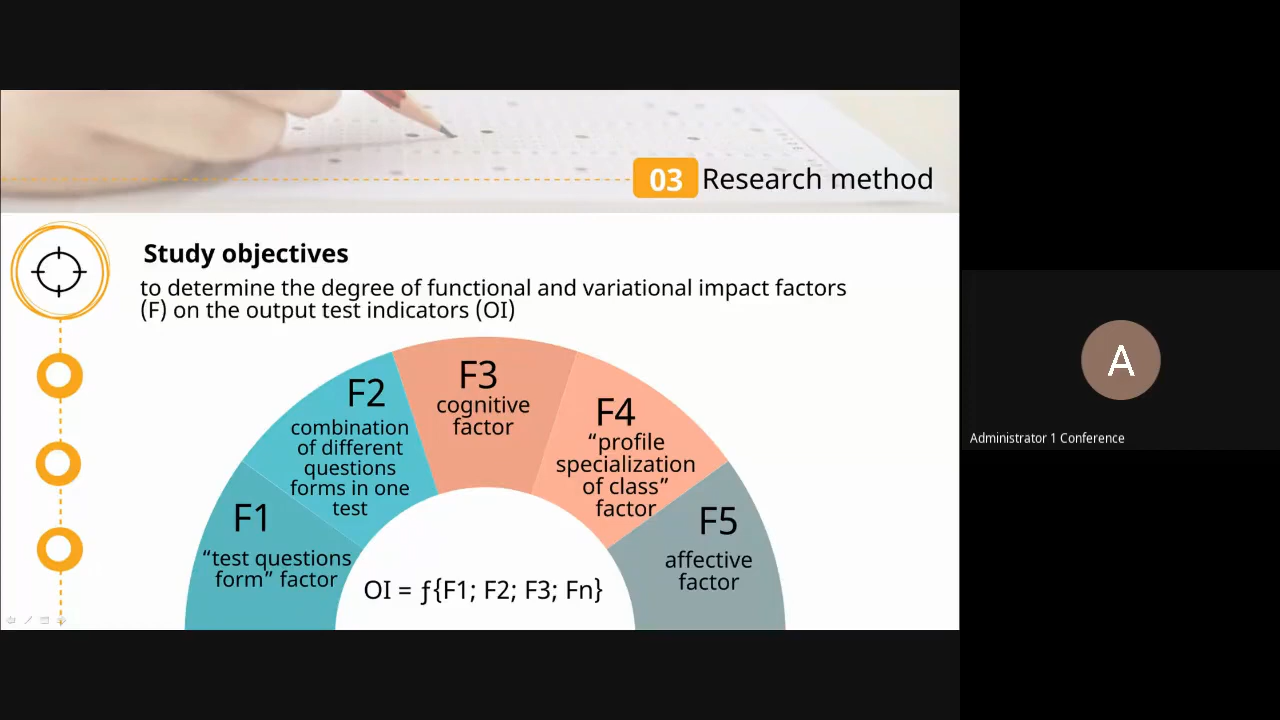 03 Research method
Study objectives
to determine the degree of functional and variational impact factors
(F) on the output test indicators (OI)
F1
“test questions
form” factor
F2
combination
of different
questions
forms in one
test
F3
cognitive
factor
F4
“profile
specialization
of class”
factor
F5
affective
factor
OI = ƒ{F1; F2; F3; Fn}
A
Administrator 1 Conference